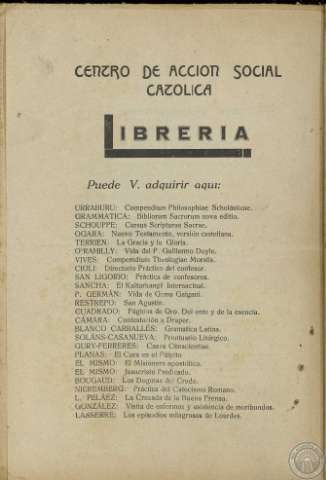 CENTRO DE ACCION SOCIAL
CATOLICA
LIBRERIA
Puede V. adquirir aqui:
URRABURU: Compendium Philosophiae Scholasticae.
GRAMMATICA: Bibliorum Sacrorum nova editio.
SCHOUPPE: Cursus Scripturae Sacrae.
OGARA: Nuevo Testamento, versión castellana.
TERRIEN: La Gracia y la Gloria.
O'RAHILLY: Vida del P. Guillermo Doyle.
VIVES: Compendium Theologiae Moralis.
CIOLI: Directorio Práctico del confesor.
SAN LIGORIO: Práctica de confesores.
SANCHA: El Kulturkampf Internacional.
P. GERMÁN: Vida de Gema Galgani.
RESTREPO: San Agustín.
CUADRADO: Páginas de Oro. Del ente y de la esencia.
CÁMARA: Contestación a Draper.
BLANCO CARBALLÉS: Gramatica Latina.
SOLÁNS-CASANUEVA: Prontuario Litúrgico.
GURY-FERRERES: Casus Conscientiae.
PLANAS: El Cura en el Púlpito.
EL MISMO: El Misionero apostólico.
EL MISMO: Jesucristo Predicado.
BOUGAUD: Los Dogmas del Credo.
NIEREMBERG: Práctica del Catecismo Romano.
L. PELÁEZ: La Cruzada de la Buena Prensa.
GONZÁLEZ: Visita de enfermos y asistencia de moribundos.
LASSERRE: Los episodios milagrosos de Lourdes.